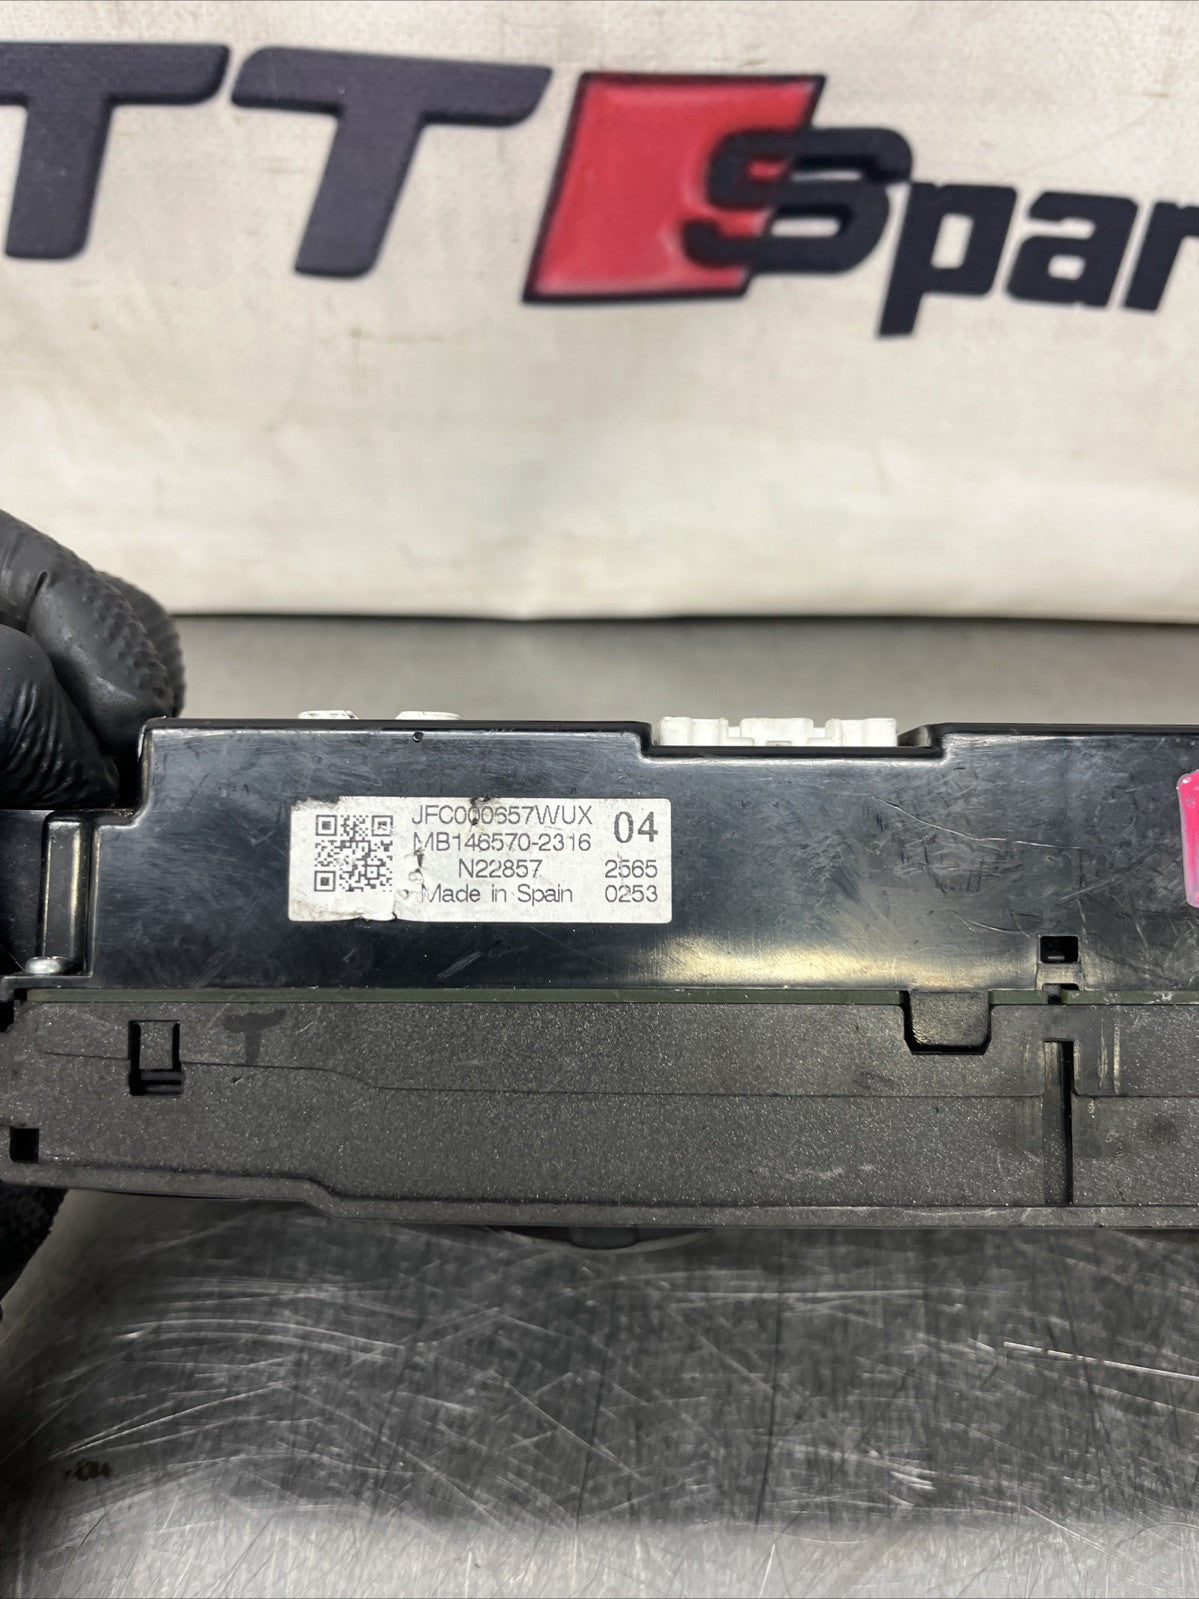 TT Spar
JFC000657WUX 04
MB146570-2316
N22857 2565
Made in Spain 0253
T